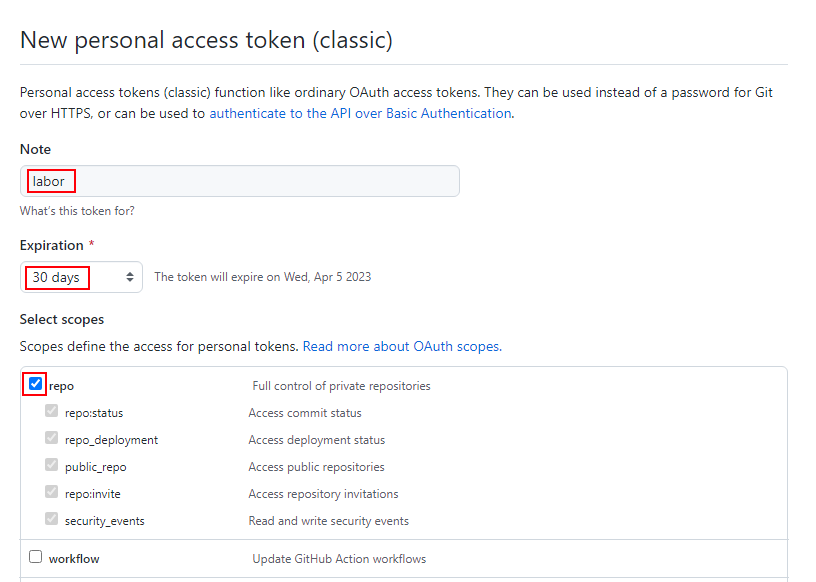 New personal access token (classic)
Personal access tokens (classic) function like ordinary OAuth access tokens. They can be used instead of a password for Git
over HTTPS, or can be used to authenticate to the API over Basic Authentication.
Note
labor
What's this token for?
Expiration *
30 days The token will expire on Wed, Apr 5 2023
Select scopes
Scopes define the access for personal tokens. Read more about OAuth scopes.
repo Full control of private repositories
repo:status Access commit status
repo_deployment Access deployment status
public_repo Access public repositories
repo:invite Access repository invitations
security_events Read and write security events
workflow Update GitHub Action workflows